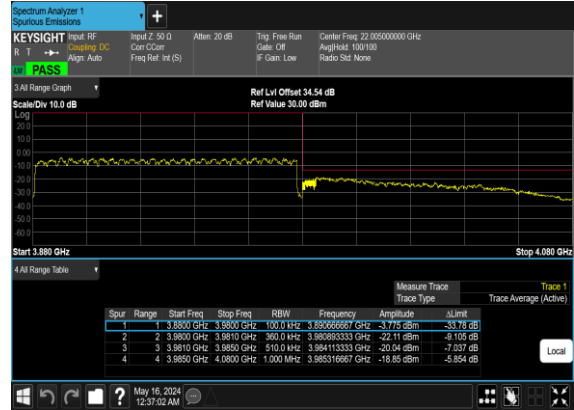 Spectrum Analyzer 1
Spurious Emissions
KEYSIGHT Input: RF Input Z: 50 Ω Atten: 20 dB Trig: Free Run Center Freq: 22.005000000 GHz
R T Coupling: DC Corr CCorr Gate: Off Avg|Hold: 100/100
Align: Auto Freq Ref: Int (S) IF Gain: Low Radio Std: None
PASS
3 All Range Graph
Ref Lvl Offset 34.54 dB
Scale/Div 10.0 dB Ref Value 30.00 dBm
Log
20.0
10.0
0.00
-10.0
-20.0
-30.0
-40.0
-50.0
-60.0
Start 3.880 GHz Stop 4.080 GHz
4 All Range Table
Measure Trace Trace 1
Trace Type Trace Average (Active)
Spur Range Start Freq Stop Freq RBW Frequency Amplitude ΔLimit
1 1 3.8800 GHz 3.9800 GHz 100.0 kHz 3.890666667 GHz -3.775 dBm -33.78 dB
2 2 3.9800 GHz 3.9810 GHz 360.0 kHz 3.980893333 GHz -22.11 dBm -9.105 dB
3 3 3.9810 GHz 3.9850 GHz 510.0 kHz 3.984113333 GHz -20.04 dBm -7.037 dB
4 4 3.9850 GHz 4.0800 GHz 1.000 MHz 3.985316667 GHz -18.85 dBm -5.854 dB
Local
May 16, 2024
12:37:02 AM